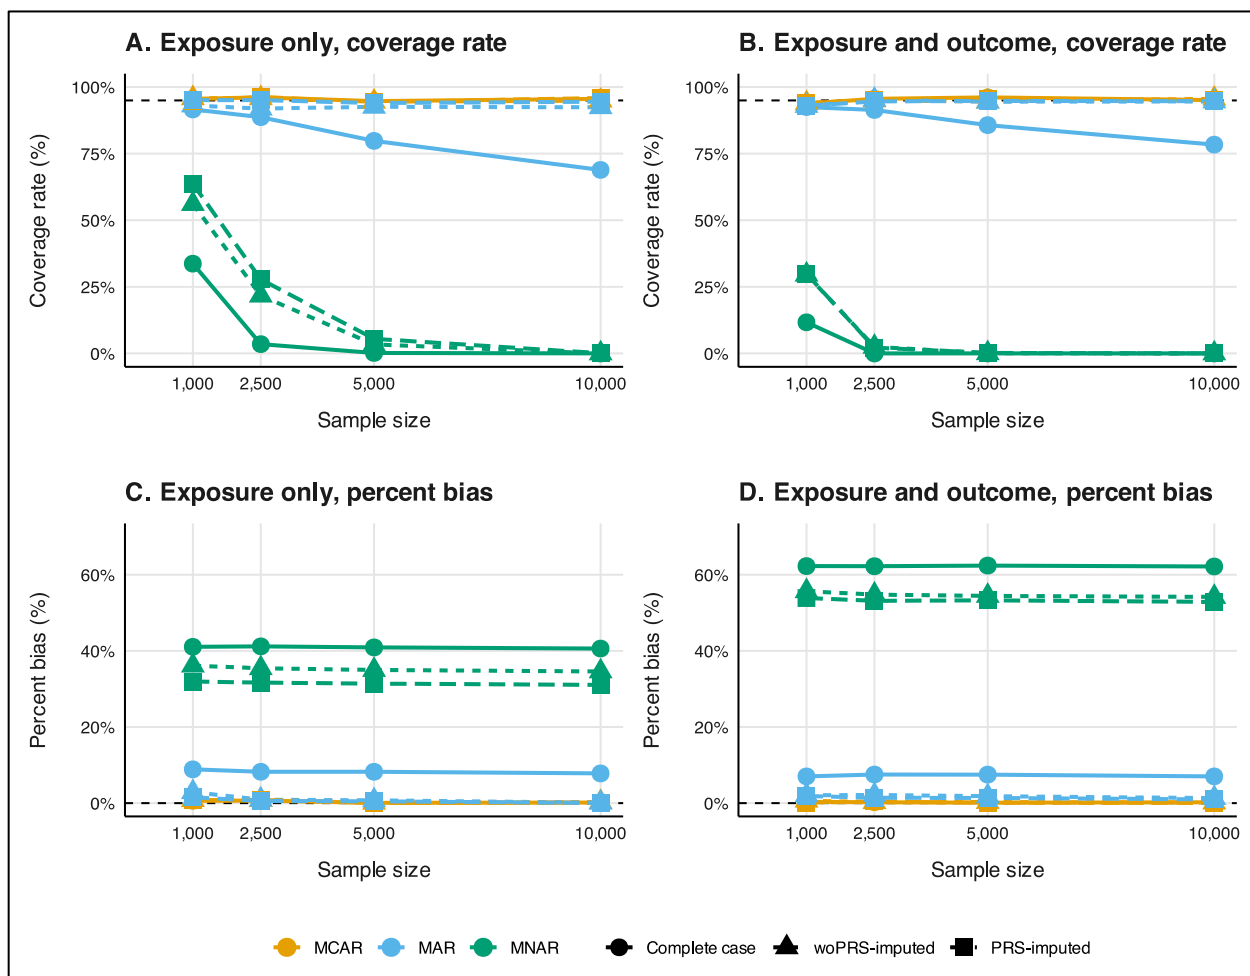 A. Exposure only, coverage rate
100%
75%
50%
25%
0%
Coverage rate (%)
1,000 2,500 5,000 10,000
Sample size
B. Exposure and outcome, coverage rate
100%
75%
50%
25%
0%
Coverage rate (%)
1,000 2,500 5,000 10,000
Sample size
C. Exposure only, percent bias
60%
40%
20%
0%
Percent bias (%)
1,000 2,500 5,000 10,000
Sample size
D. Exposure and outcome, percent bias
60%
40%
20%
0%
Percent bias (%)
1,000 2,500 5,000 10,000
Sample size
MCAR MAR MNAR Complete case woPRS-imputed PRS-imputed